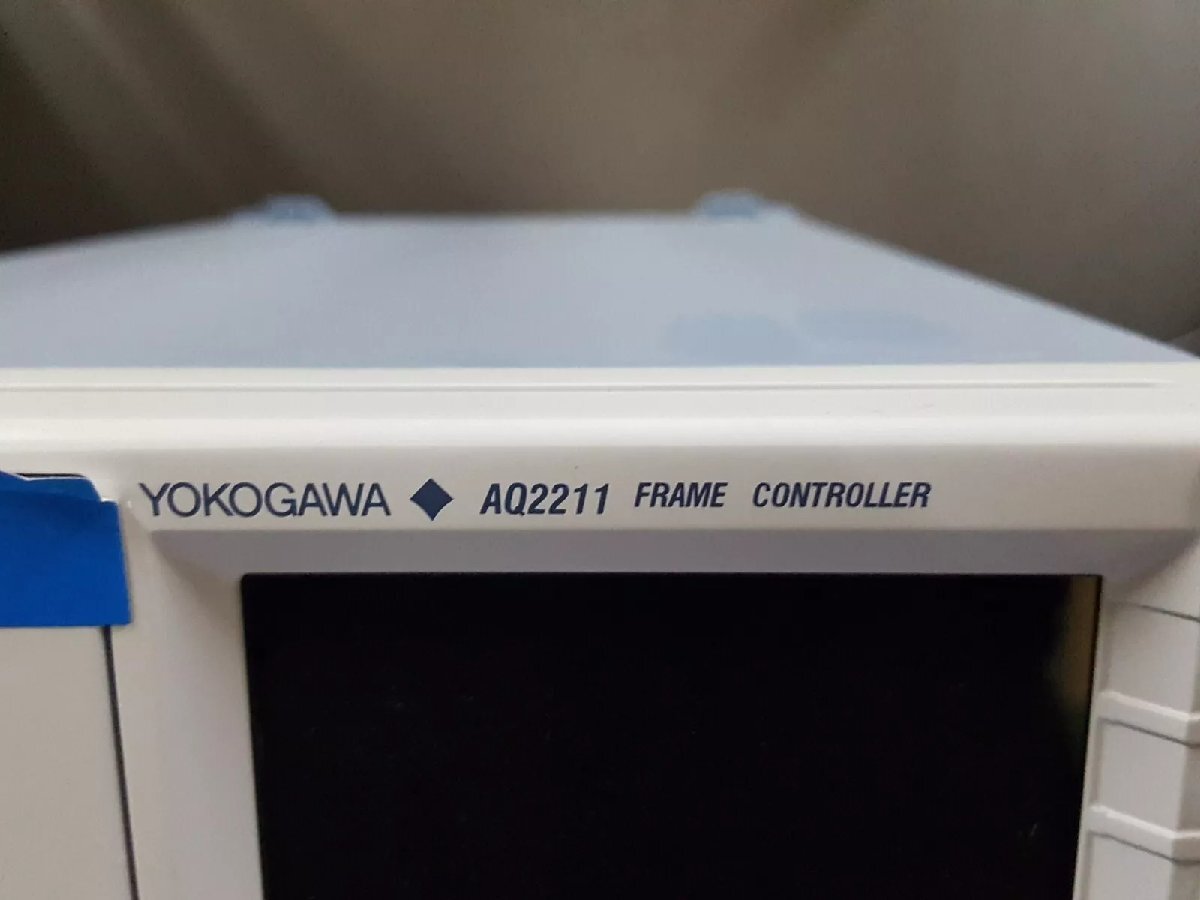 YOKOGAWA ◆ AQ2211 FRAME CONTROLLER